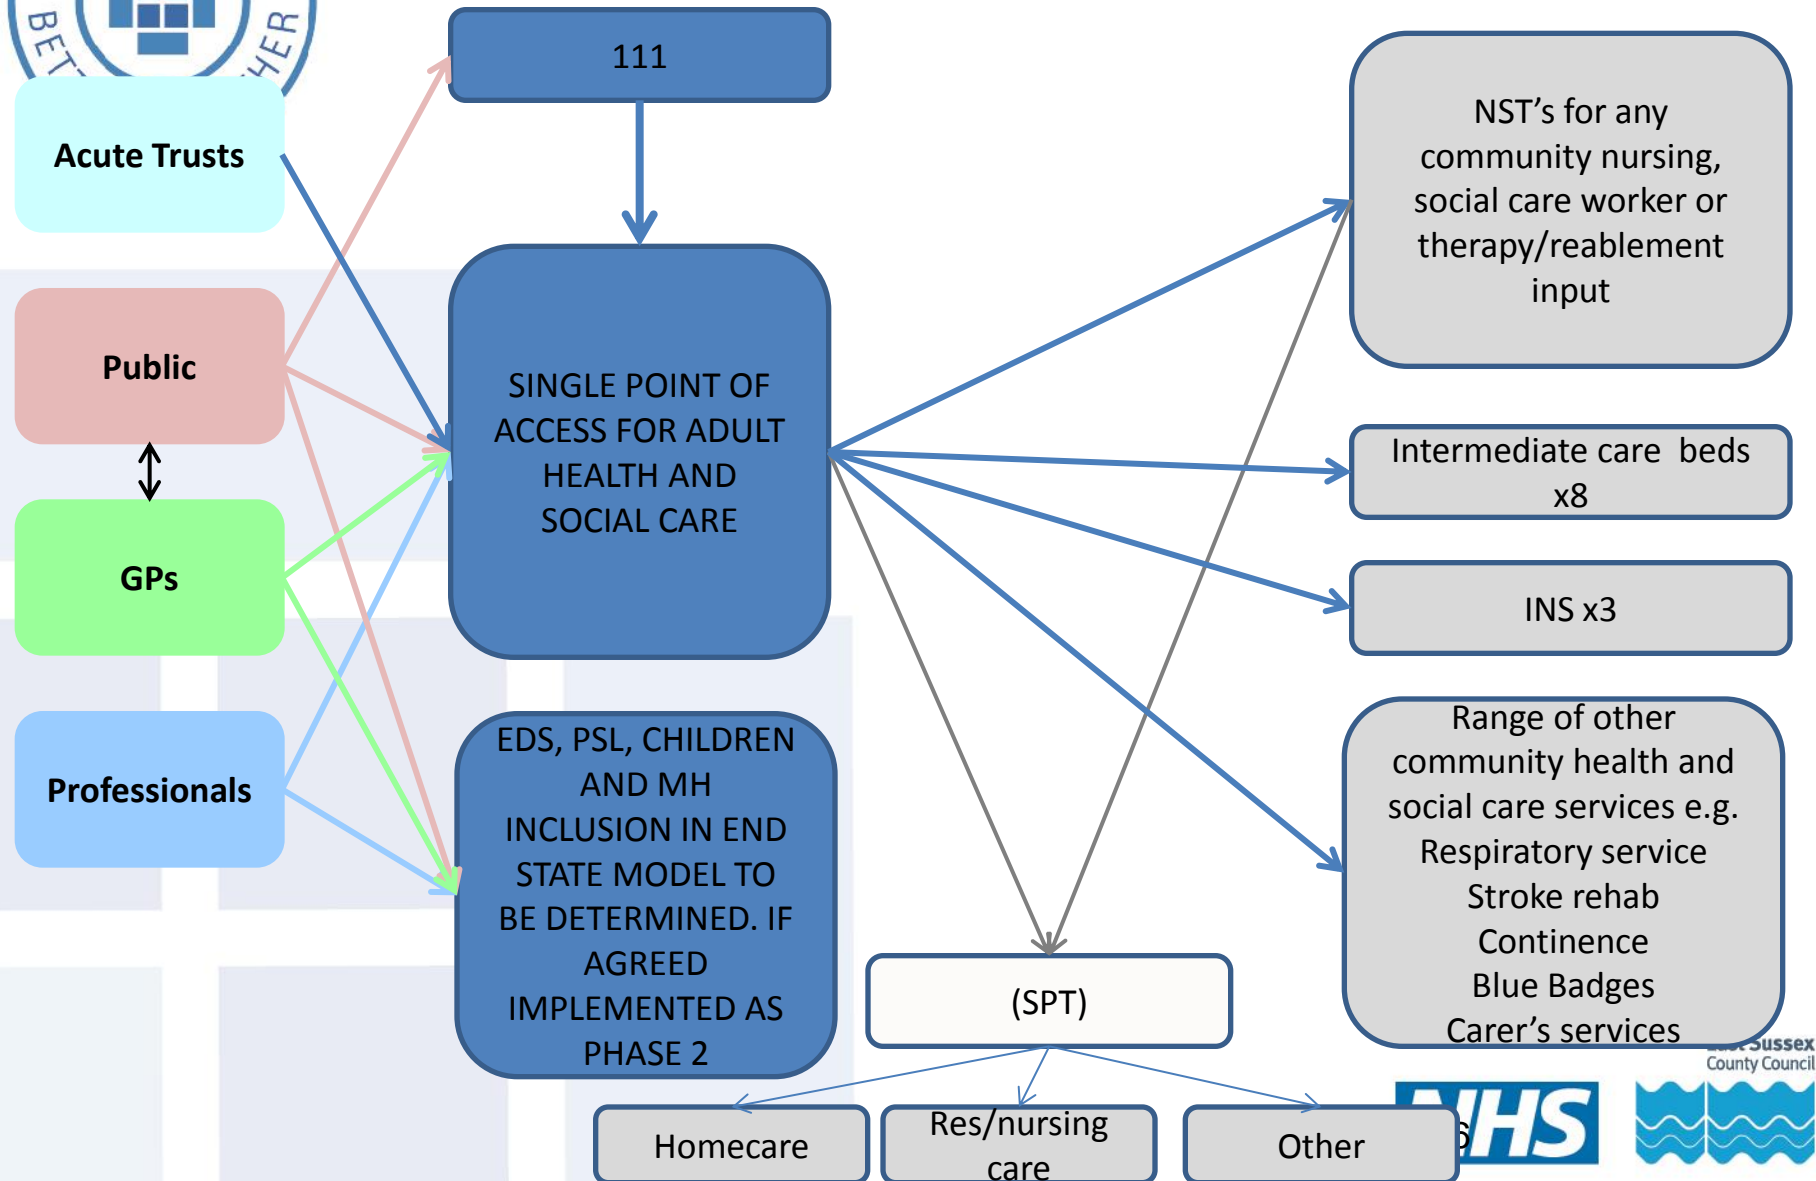 111
Acute Trusts
Public
GPs
Professionals
SINGLE POINT OF
ACCESS FOR ADULT
HEALTH AND
SOCIAL CARE
EDS, PSL, CHILDREN
AND MH
INCLUSION IN END
STATE MODEL TO
BE DETERMINED. IF
AGREED
IMPLEMENTED AS
PHASE 2
NST’s for any
community nursing,
social care worker or
therapy/reablement
input
Intermediate care beds
x8
INS x3
Range of other
community health and
social care services e.g.
Respiratory service
Stroke rehab
Continence
Blue Badges
Carer’s services
(SPT)
Homecare
Res/nursing
care
Other
Sussex
County Council
NHS